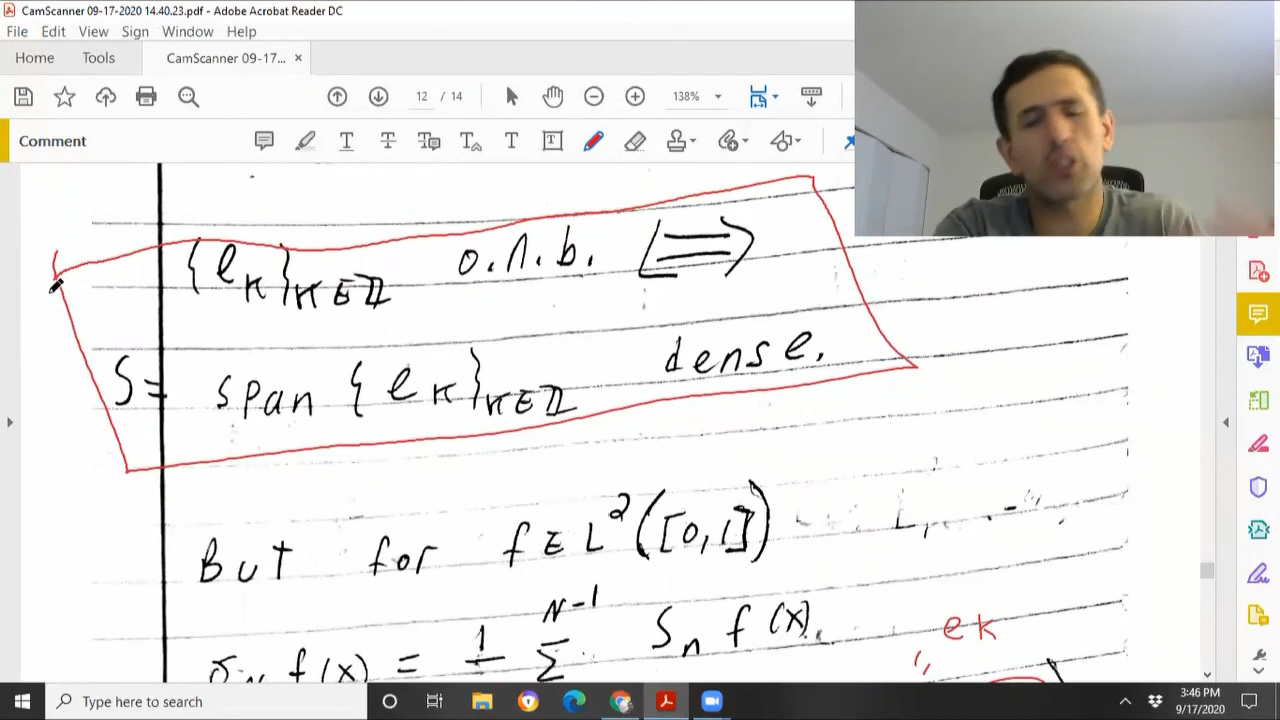 CamScanner 09-17-2020 14.40.23.pdf - Adobe Acrobat Reader DC
File Edit View Sign Window Help
Home Tools CamScanner 09-17... ×
12 / 14 138%
Comment
{e_k}_{k∈ℤ} o.n.b. ⟺
S = span {e_k}_{k∈ℤ} dense.
But for f ∈ L²([0,1])
σ_N f(x) = 1 Σ^{N-1} S_n f(x).
e_k
Type here to search
3:46 PM
9/17/2020